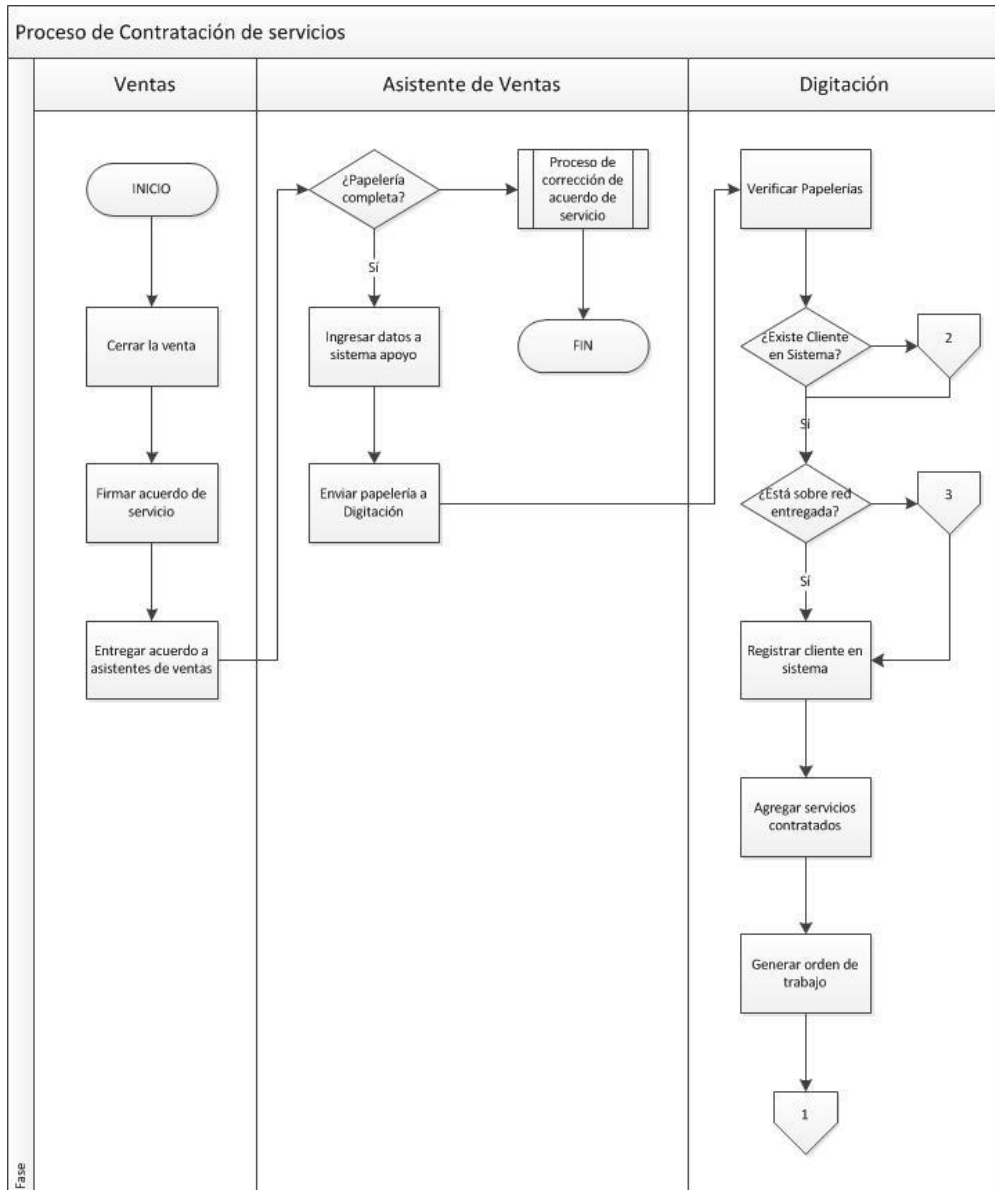 Proceso de Contratación de servicios
Ventas
Asistente de Ventas
Digitación
INICIO
Cerrar la venta
Firmar acuerdo de
servicio
Entregar acuerdo a
asistentes de ventas
¿Papelería
completa?
Proceso de
corrección de
acuerdo de
servicio
Sí
Ingresar datos a
sistema apoyo
FIN
Enviar papelería a
Digitación
Verificar Papelerías
¿Existe Cliente
en Sistema?
2
Si
¿Está sobre red
entregada?
3
Sí
Registrar cliente en
sistema
Agregar servicios
contratados
Generar orden de
trabajo
1
Fase